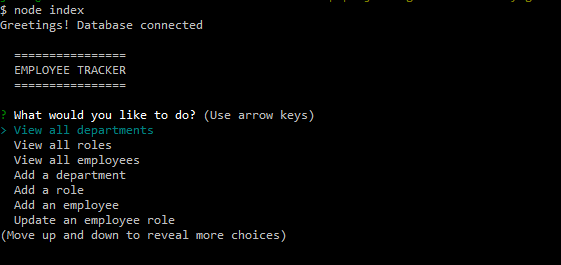 $ node index
Greetings! Database connected
================
EMPLOYEE TRACKER
================
? What would you like to do? (Use arrow keys)
> View all departments
View all roles
View all employees
Add a department
Add a role
Add an employee
Update an employee role
(Move up and down to reveal more choices)